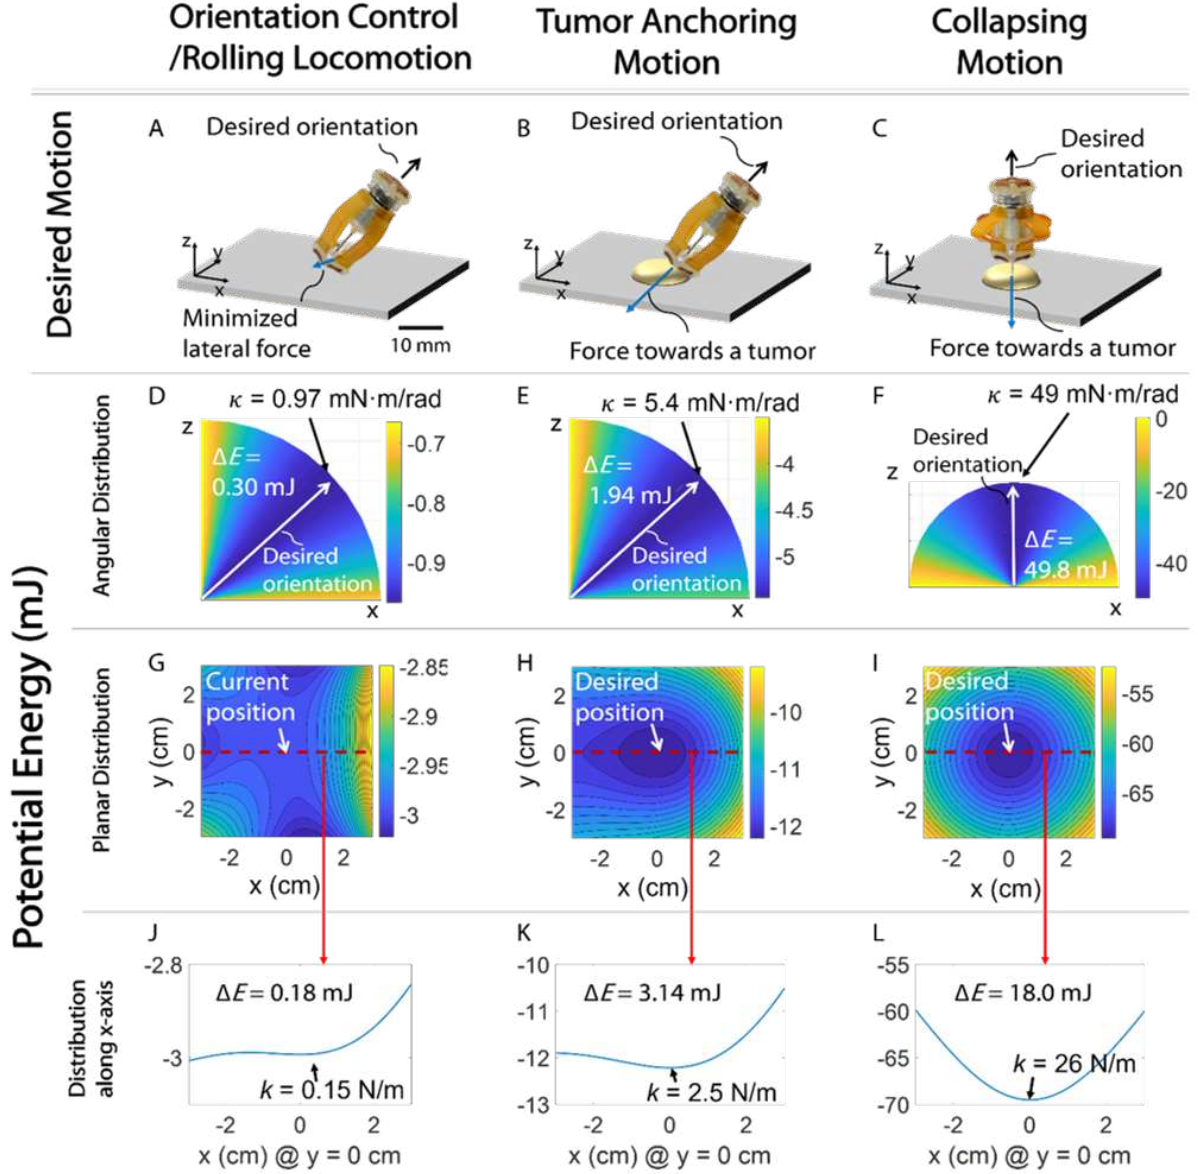 Orientation Control
/Rolling Locomotion
Tumor Anchoring
Motion
Collapsing
Motion
Desired Motion
A
Desired orientation
z
y
x
Minimized
lateral force
10 mm
B
Desired orientation
z
y
x
Force towards a tumor
C
Desired
orientation
z
y
x
Force towards a tumor
Potential Energy (mJ)
Angular Distribution
D
κ = 0.97 mN·m/rad
z
ΔE=
0.30 mJ
Desired
orientation
x
-0.7
-0.8
-0.9
E
κ = 5.4 mN·m/rad
z
ΔE=
1.94 mJ
Desired
orientation
x
-4
-4.5
-5
F
κ = 49 mN·m/rad
Desired
orientation
z
ΔE=
49.8 mJ
x
0
-20
-40
Planar Distribution
G
Current
position
y (cm)
2
0
-2
-2 0 2
x (cm)
-2.85
-2.9
-2.95
-3
H
Desired
position
y (cm)
2
0
-2
-2 0 2
x (cm)
-10
-11
-12
I
Desired
position
y (cm)
2
0
-2
-2 0 2
x (cm)
-55
-60
-65
Distribution
along x-axis
J
-2.8
-3
ΔE= 0.18 mJ
k = 0.15 N/m
-2 0 2
x (cm) @ y = 0 cm
K
-10
-11
-12
-13
ΔE= 3.14 mJ
k = 2.5 N/m
-2 0 2
x (cm) @ y = 0 cm
L
-55
-60
-65
-70
ΔE= 18.0 mJ
k = 26 N/m
-2 0 2
x (cm) @ y = 0 cm